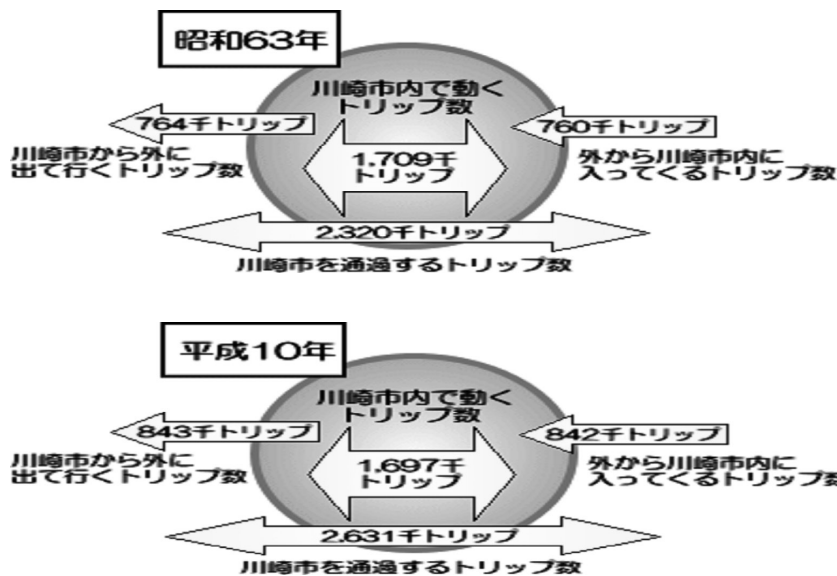 昭和63年
川崎市内で動く
トリップ数
764千トリップ
760千トリップ
川崎市から外に
出て行くトリップ数
1.709千
トリップ
外から川崎市内に
入ってくるトリップ数
2.320千トリップ
川崎市を通過するトリップ数
平成10年
川崎市内で動く
トリップ数
843千トリップ
842千トリップ
川崎市から外に
出て行くトリップ数
1.697千
トリップ
外から川崎市内に
入ってくるトリップ数
2.631千トリップ
川崎市を通過するトリップ数